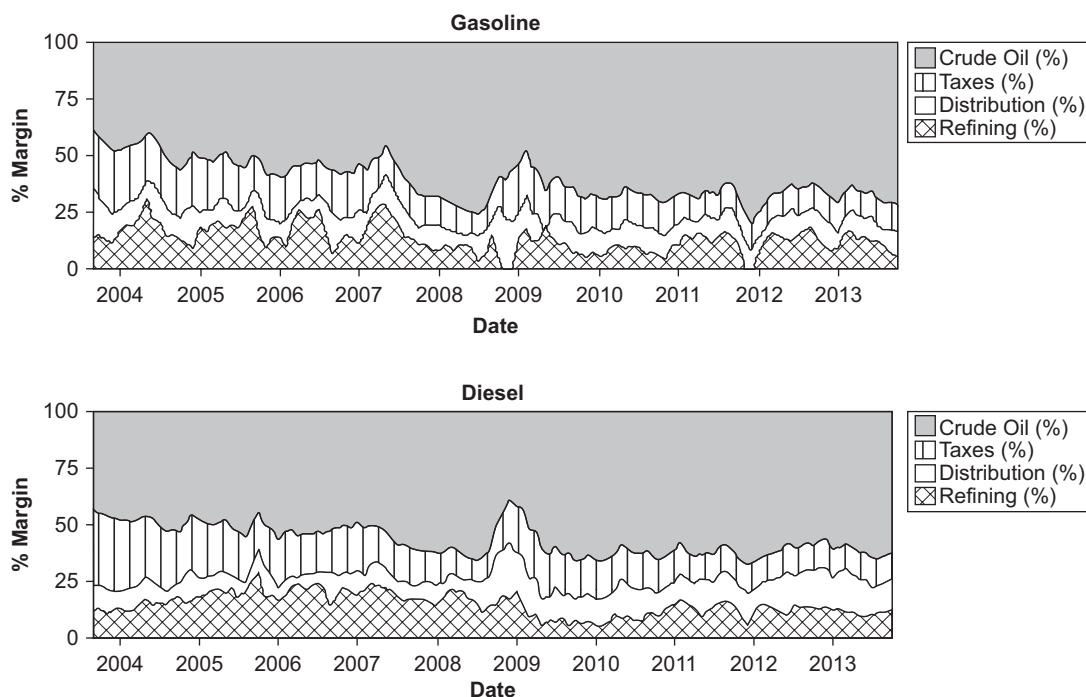 Gasoline
100
75
50
25
0
% Margin
2004 2005 2006 2007 2008 2009 2010 2011 2012 2013
Date
Crude Oil (%)
Taxes (%)
Distribution (%)
Refining (%)
Diesel
100
75
50
25
0
% Margin
2004 2005 2006 2007 2008 2009 2010 2011 2012 2013
Date
Crude Oil (%)
Taxes (%)
Distribution (%)
Refining (%)